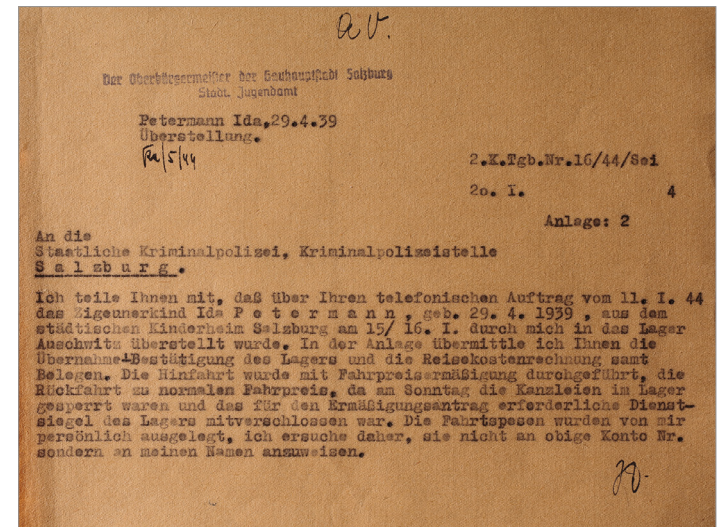 a.v.
Der Oberbürgermeister der Gauhauptstadt Salzburg
Stadt. Jugendamt
Petermann Ida,29.4.39
Überstellung.
/5/44
2.K.Tgb.Nr.16/44/Sei
2o. I. 4
Anlage: 2
An die
Staatliche Kriminalpolizei, Kriminalpolizeistelle
S a l z b u r g .
Ich teile Ihnen mit, daß über Ihren telefonischen Auftrag vom 11. I. 44
das Zigeunerkind Ida P e t e r m a n n , geb. 29. 4. 1939 , aus dem
städtischen Kinderheim Salzburg am 15/ 16. I. durch mich in das Lager
Auschwitz überstellt wurde. In der Anlage übermittle ich Ihnen die
Übernahme-Bestätigung des Lagers und die Reisekostenrechnung samt
Belegen. Die Hinfahrt wurde mit Fahrpreisermäßigung durchgeführt, die
Rückfahrt zu normalem Fahrpreis, da am Sonntag die Kanzleien im Lager
gesperrt waren und das für den Ermäßigungsantrag erforderliche Dienst-
siegel des Lagers mitverschlossen war. Die Fahrtspesen wurden von mir
persönlich ausgelegt, ich ersuche daher, sie nicht an obige Konto Nr.
sondern an meinen Namen anzuweisen.